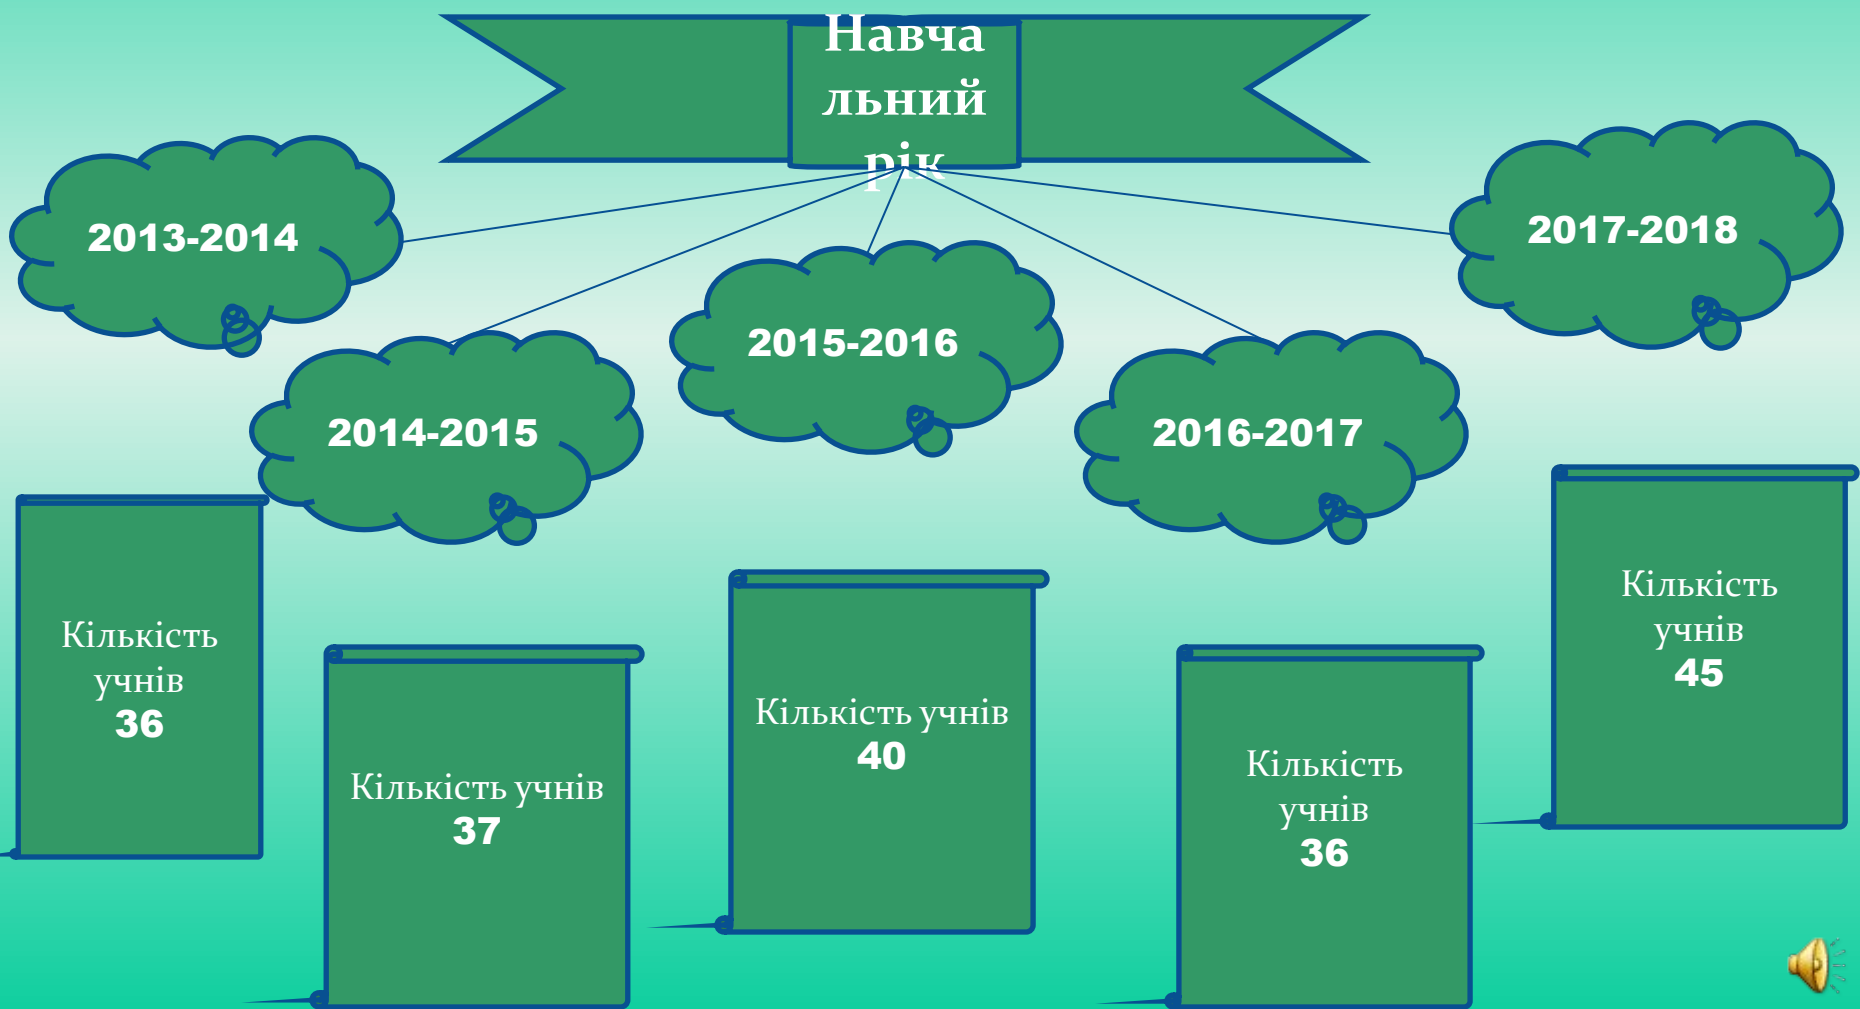 Навча
льний
рік
2013-2014
2014-2015
2015-2016
2016-2017
2017-2018
Кількість
учнів
36
Кількість учнів
37
Кількість учнів
40
Кількість
учнів
36
Кількість
учнів
45